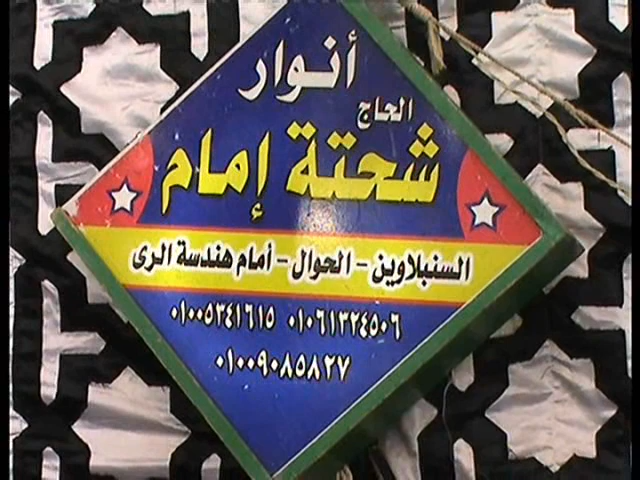 أنوار
الحاج
شحتة إمام
السنبلاوين - الحوال - أمام هندسة الرى
٠١٠٦١٣٢٤٥٠٦ ٠١٠٠٥٣٤١٦١٥
٠١٠٠٩٠٨٥٨٢٧